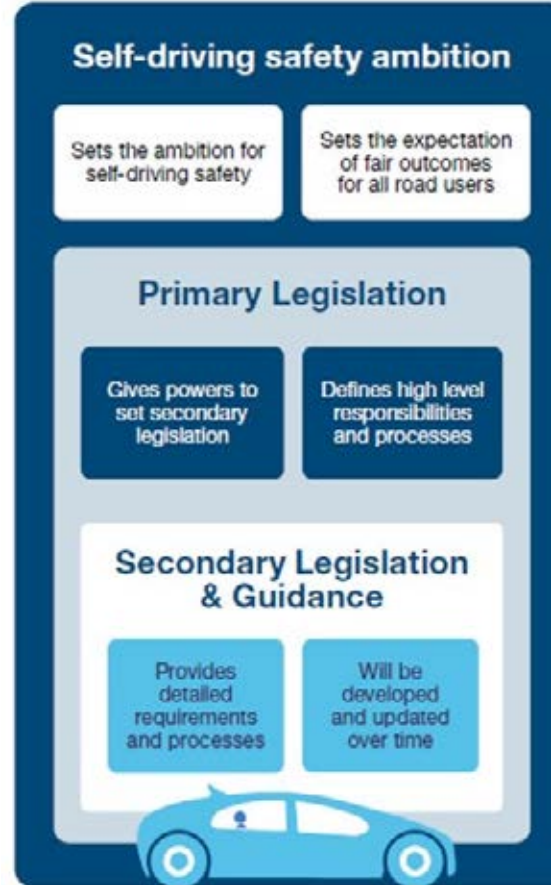 Self-driving safety ambition
Sets the ambition for
self-driving safety
Sets the expectation
of fair outcomes
for all road users
Primary Legislation
Gives powers to
set secondary
legislation
Defines high level
responsibilities
and processes
Secondary Legislation
& Guidance
Provides
detailed
requirements
and processes
Will be
developed
and updated
over time